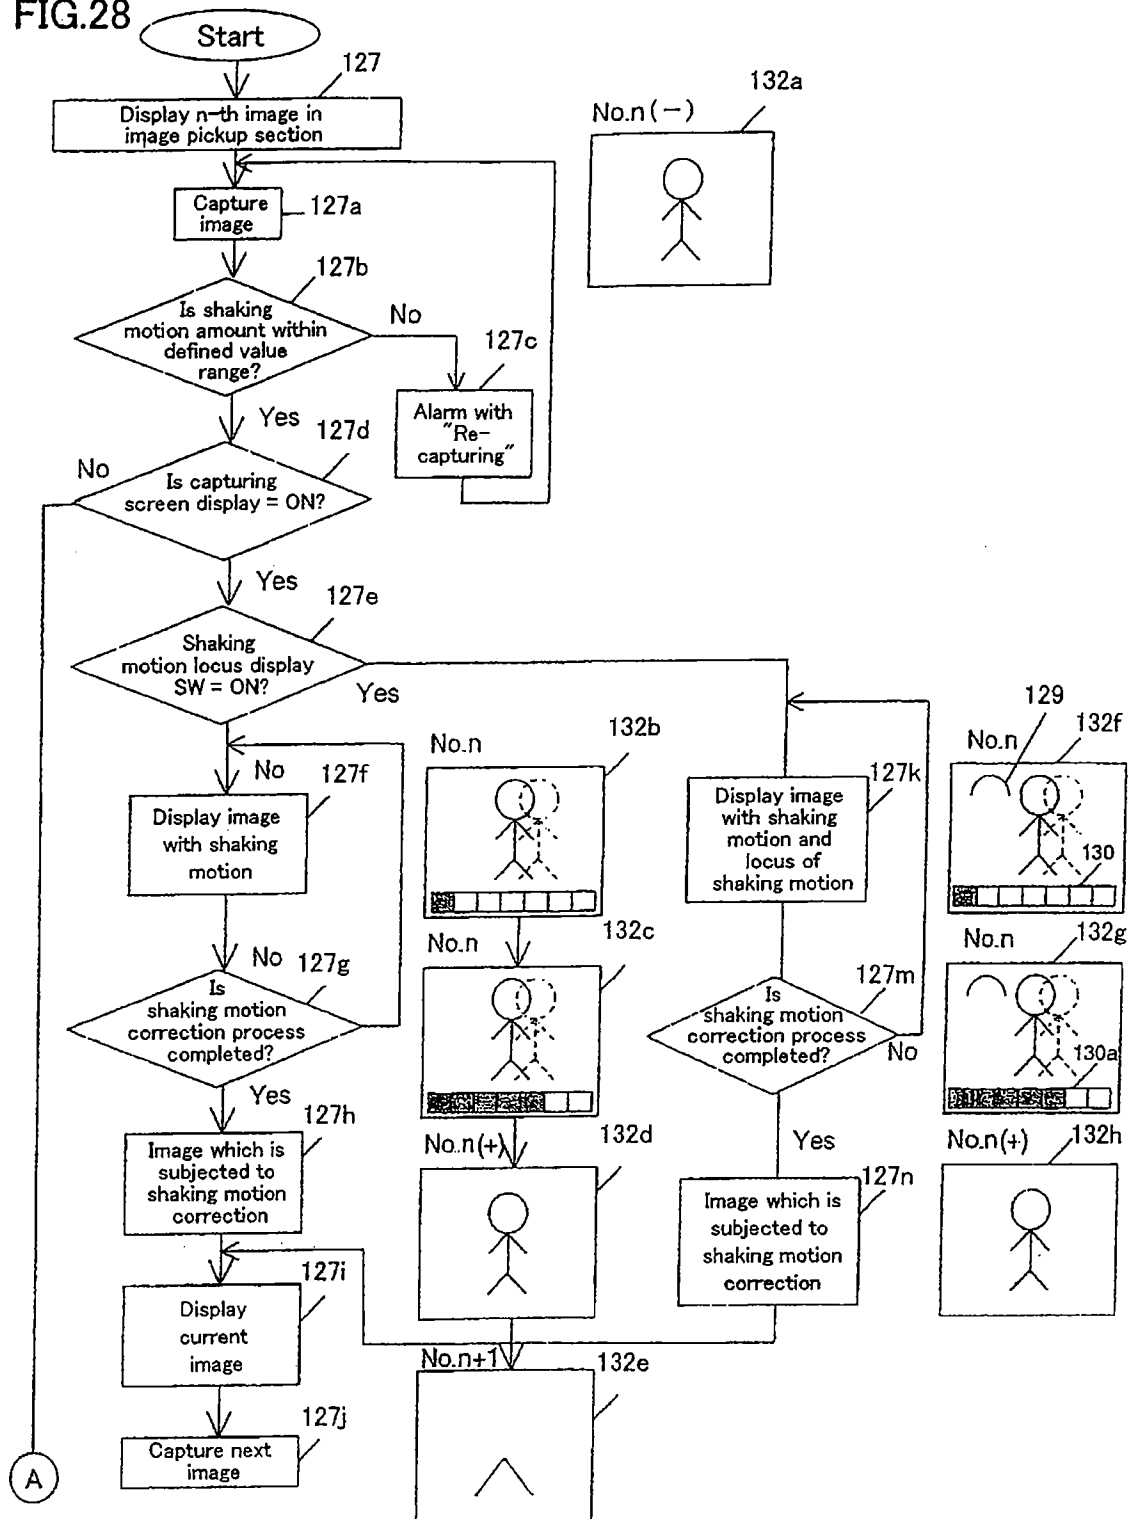 FIG.28
Start
127
Display n-th image in
image pickup section
132a
No.n(-)
Capture
image
127a
127b
Is shaking
motion amount within
defined value
range?
No
127c
Alarm with
"Re-
capturing"
Yes
127d
No
Is capturing
screen display = ON?
Yes
127e
Shaking
motion locus display
SW = ON?
Yes
No
127f
Display image
with shaking
motion
No.n
132b
127k
Display image
with shaking
motion and
locus of
shaking motion
129
No.n
132f
130
No
127g
Is
shaking motion
correction process
completed?
No.n
132c
127m
Is
shaking motion
correction process
completed?
No
No.n
132g
130a
Yes
127h
Image which is
subjected to
shaking motion
correction
No.n(+)
132d
Yes
127n
Image which is
subjected to
shaking motion
correction
No.n(+)
132h
127i
Display
current
image
No.n+1
132e
127j
Capture next
image
A